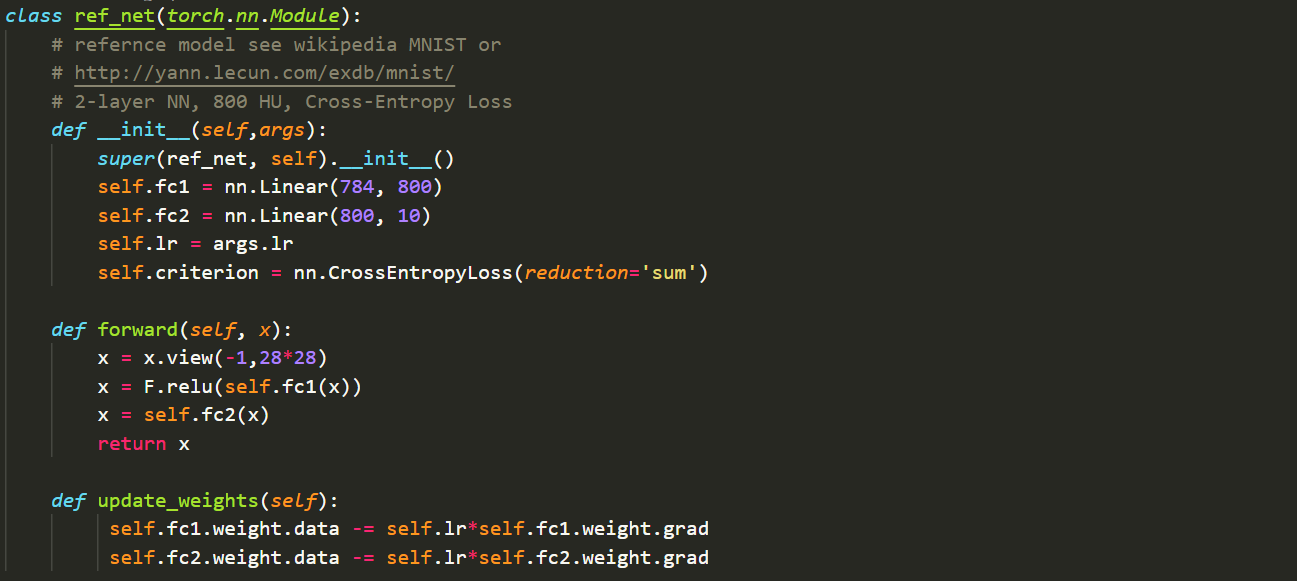 class ref_net(torch.nn.Module):
    # refernce model see wikipedia MNIST or
    # http://yann.lecun.com/exdb/mnist/
    # 2-layer NN, 800 HU, Cross-Entropy Loss
    def __init__(self,args):
        super(ref_net, self).__init__()
        self.fc1 = nn.Linear(784, 800)
        self.fc2 = nn.Linear(800, 10)
        self.lr = args.lr
        self.criterion = nn.CrossEntropyLoss(reduction='sum')

    def forward(self, x):
        x = x.view(-1,28*28)
        x = F.relu(self.fc1(x))
        x = self.fc2(x)
        return x

    def update_weights(self):
         self.fc1.weight.data -= self.lr*self.fc1.weight.grad
         self.fc2.weight.data -= self.lr*self.fc2.weight.grad